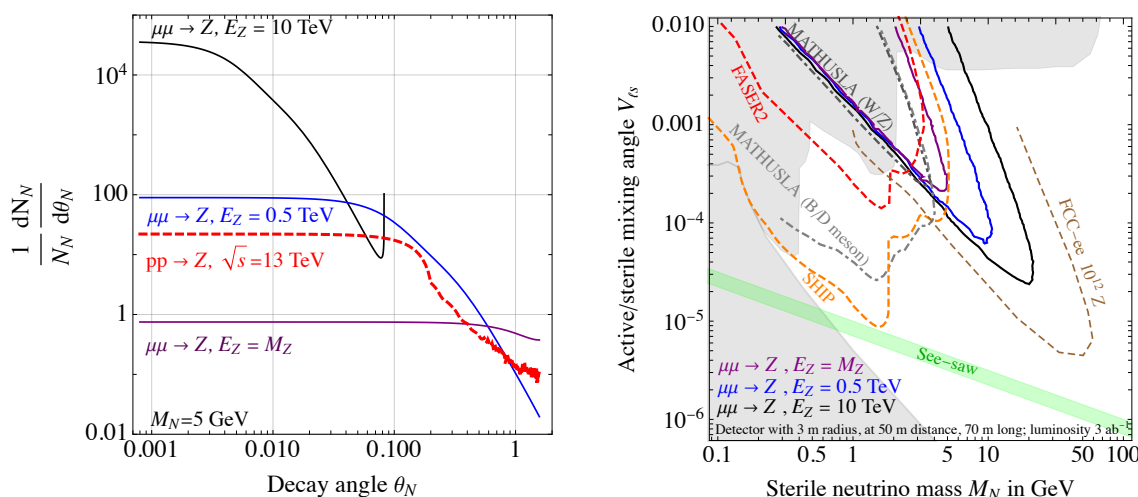 μμ → Z, E_Z = 10 TeV
μμ → Z, E_Z = 0.5 TeV
pp → Z, √s =13 TeV
μμ → Z, E_Z = M_Z
M_N=5 GeV
10^4
100
1
0.01
0.001
0.010
0.100
1
1/N_N dN_N/dθ_N
Decay angle θ_N
0.010
0.001
10^-4
10^-5
10^-6
Active/sterile mixing angle V_ℓs
MATHUSLA (W/Z)
FASER2
MATHUSLA (B/D meson)
SHIP
FCC-ee 10^12 Z
See-saw
μμ → Z , E_Z = M_Z
μμ → Z , E_Z = 0.5 TeV
μμ → Z , E_Z = 10 TeV
Detector with 3 m radius, at 50 m distance, 70 m long; luminosity 3 ab^-1
0.1
0.5
1
5
10
50
100
Sterile neutrino mass M_N in GeV